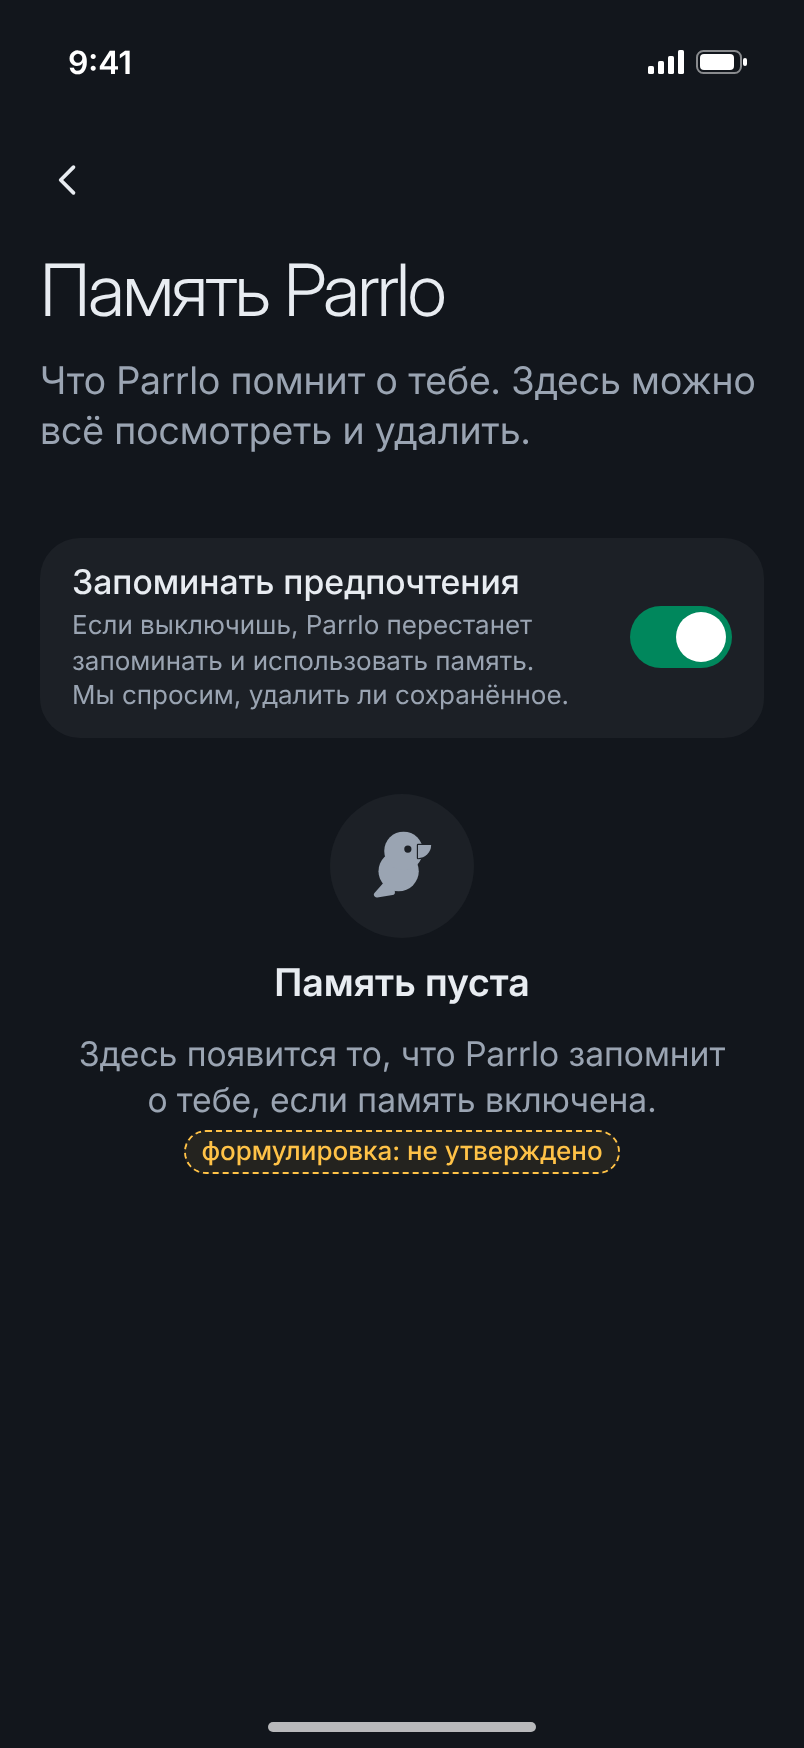 9:41
Память Parrlo
Что Parrlo помнит о тебе. Здесь можно
всё посмотреть и удалить.
Запоминать предпочтения
Если выключишь, Parrlo перестанет
запоминать и использовать память.
Мы спросим, удалить ли сохранённое.
Память пуста
Здесь появится то, что Parrlo запомнит
о тебе, если память включена.
формулировка: не утверждено